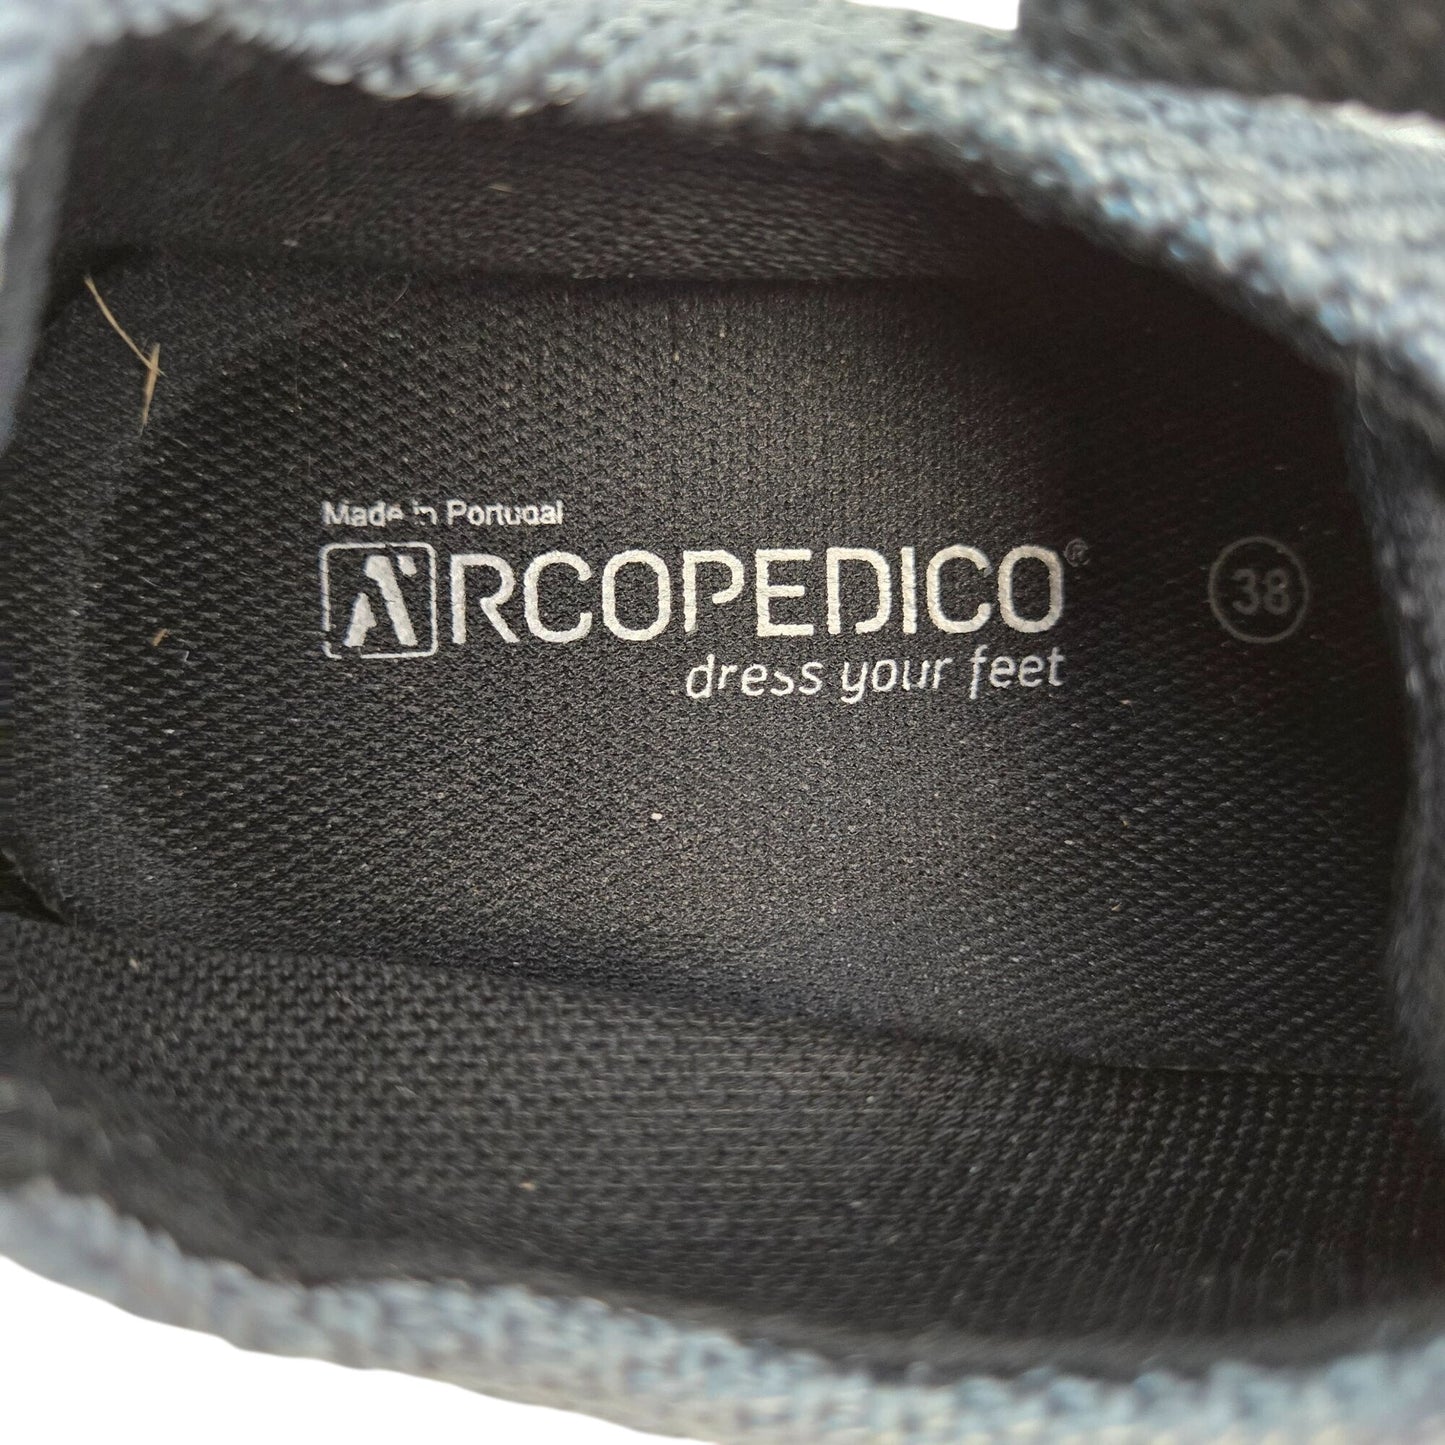 Made in Portugal
ARCOPEDICO®
dress your feet
38